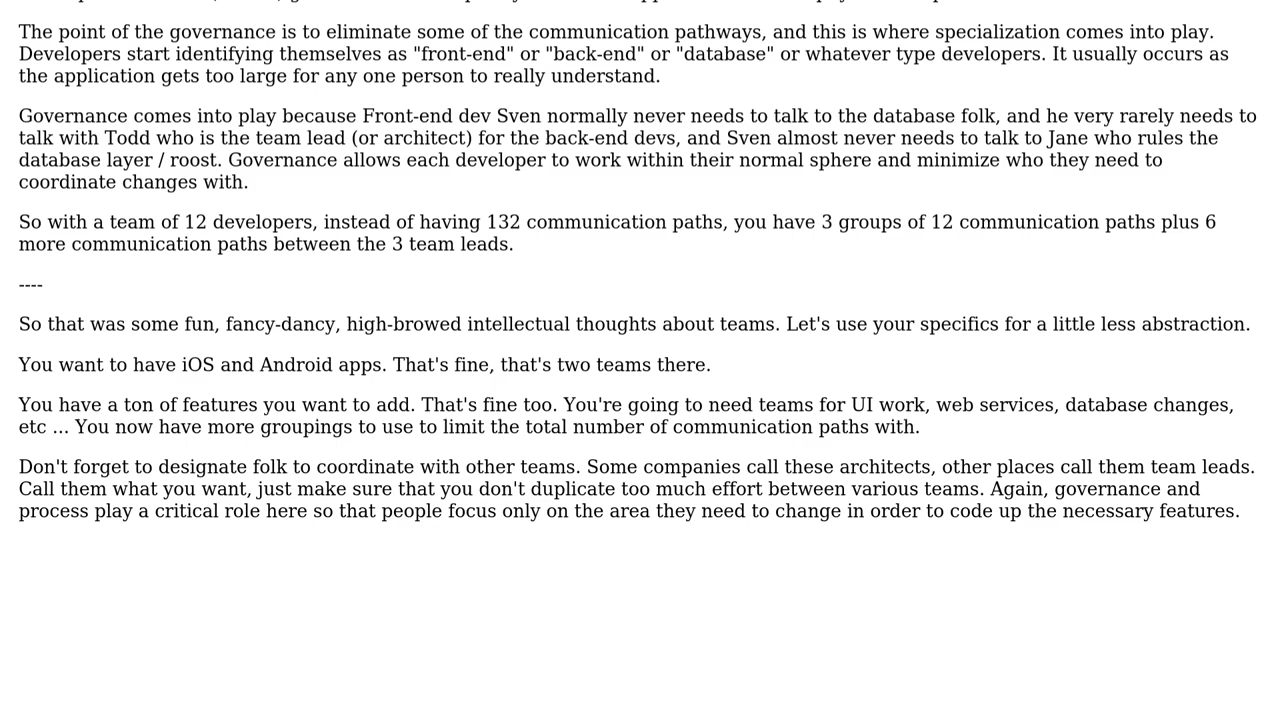 The point of the governance is to eliminate some of the communication pathways, and this is where specialization comes into play.
Developers start identifying themselves as "front-end" or "back-end" or "database" or whatever type developers. It usually occurs as
the application gets too large for any one person to really understand.
Governance comes into play because Front-end dev Sven normally never needs to talk to the database folk, and he very rarely needs to
talk with Todd who is the team lead (or architect) for the back-end devs, and Sven almost never needs to talk to Jane who rules the
database layer / roost. Governance allows each developer to work within their normal sphere and minimize who they need to
coordinate changes with.
So with a team of 12 developers, instead of having 132 communication paths, you have 3 groups of 12 communication paths plus 6
more communication paths between the 3 team leads.
----
So that was some fun, fancy-dancy, high-browed intellectual thoughts about teams. Let's use your specifics for a little less abstraction.
You want to have iOS and Android apps. That's fine, that's two teams there.
You have a ton of features you want to add. That's fine too. You're going to need teams for UI work, web services, database changes,
etc ... You now have more groupings to use to limit the total number of communication paths with.
Don't forget to designate folk to coordinate with other teams. Some companies call these architects, other places call them team leads.
Call them what you want, just make sure that you don't duplicate too much effort between various teams. Again, governance and
process play a critical role here so that people focus only on the area they need to change in order to code up the necessary features.